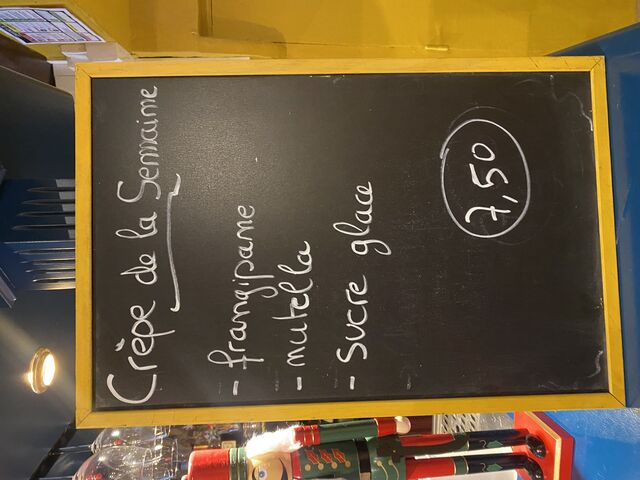 Crêpe de la Semaine
- frangipane
- nutella
- sucre glace
7,50